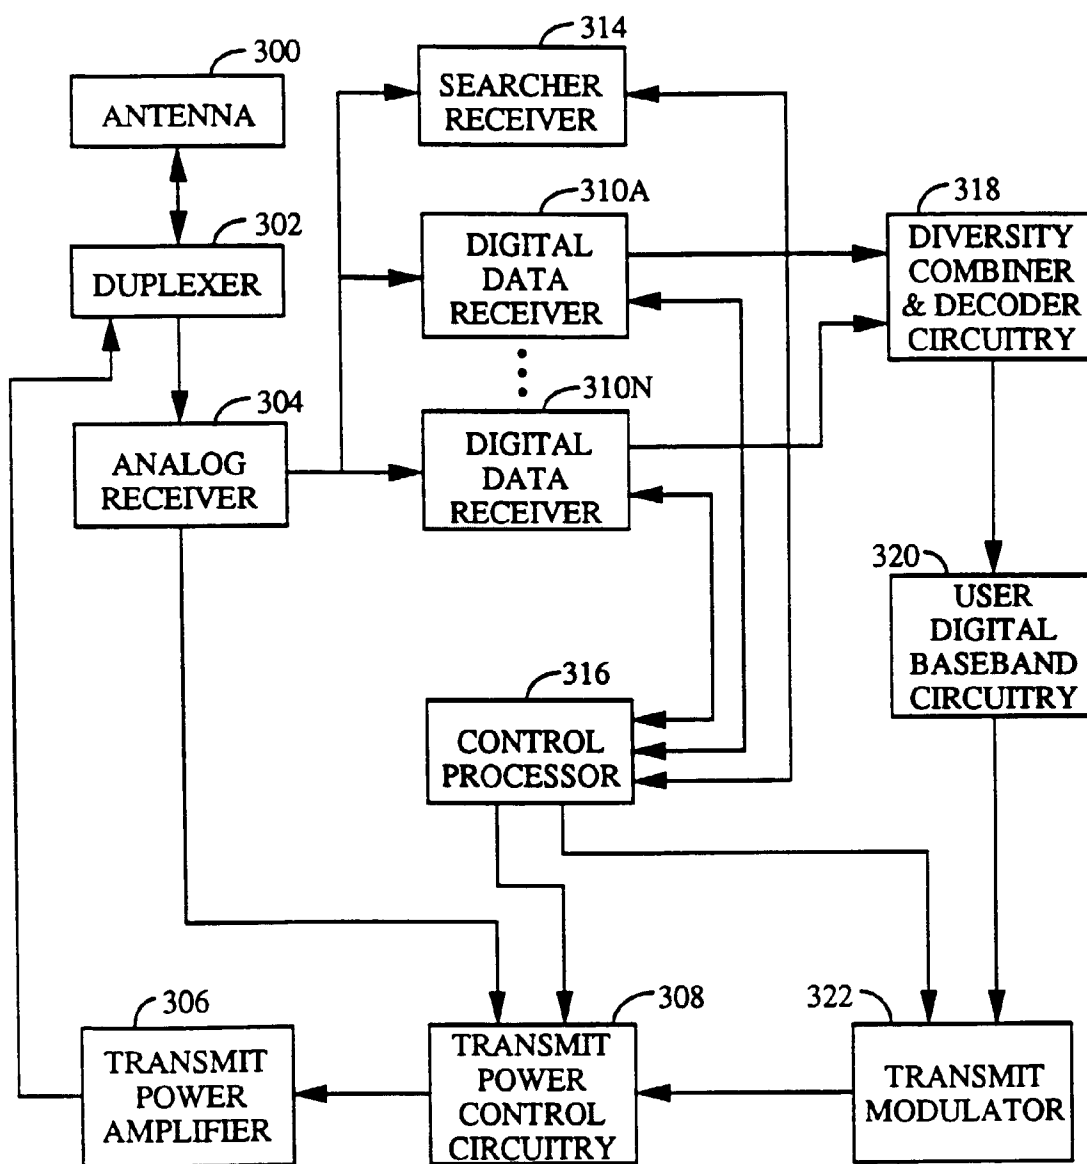 300
ANTENNA
314
SEARCHER
RECEIVER
302
DUPLEXER
310A
DIGITAL
DATA
RECEIVER
318
DIVERSITY
COMBINER
& DECODER
CIRCUITRY
304
ANALOG
RECEIVER
310N
DIGITAL
DATA
RECEIVER
320
USER
DIGITAL
BASEBAND
CIRCUITRY
316
CONTROL
PROCESSOR
306
TRANSMIT
POWER
AMPLIFIER
308
TRANSMIT
POWER
CONTROL
CIRCUITRY
322
TRANSMIT
MODULATOR